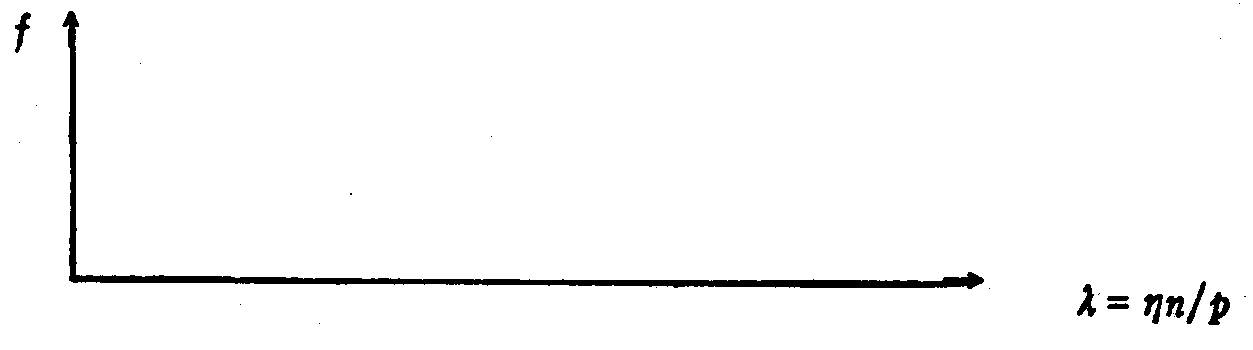 f
λ = ηn/p